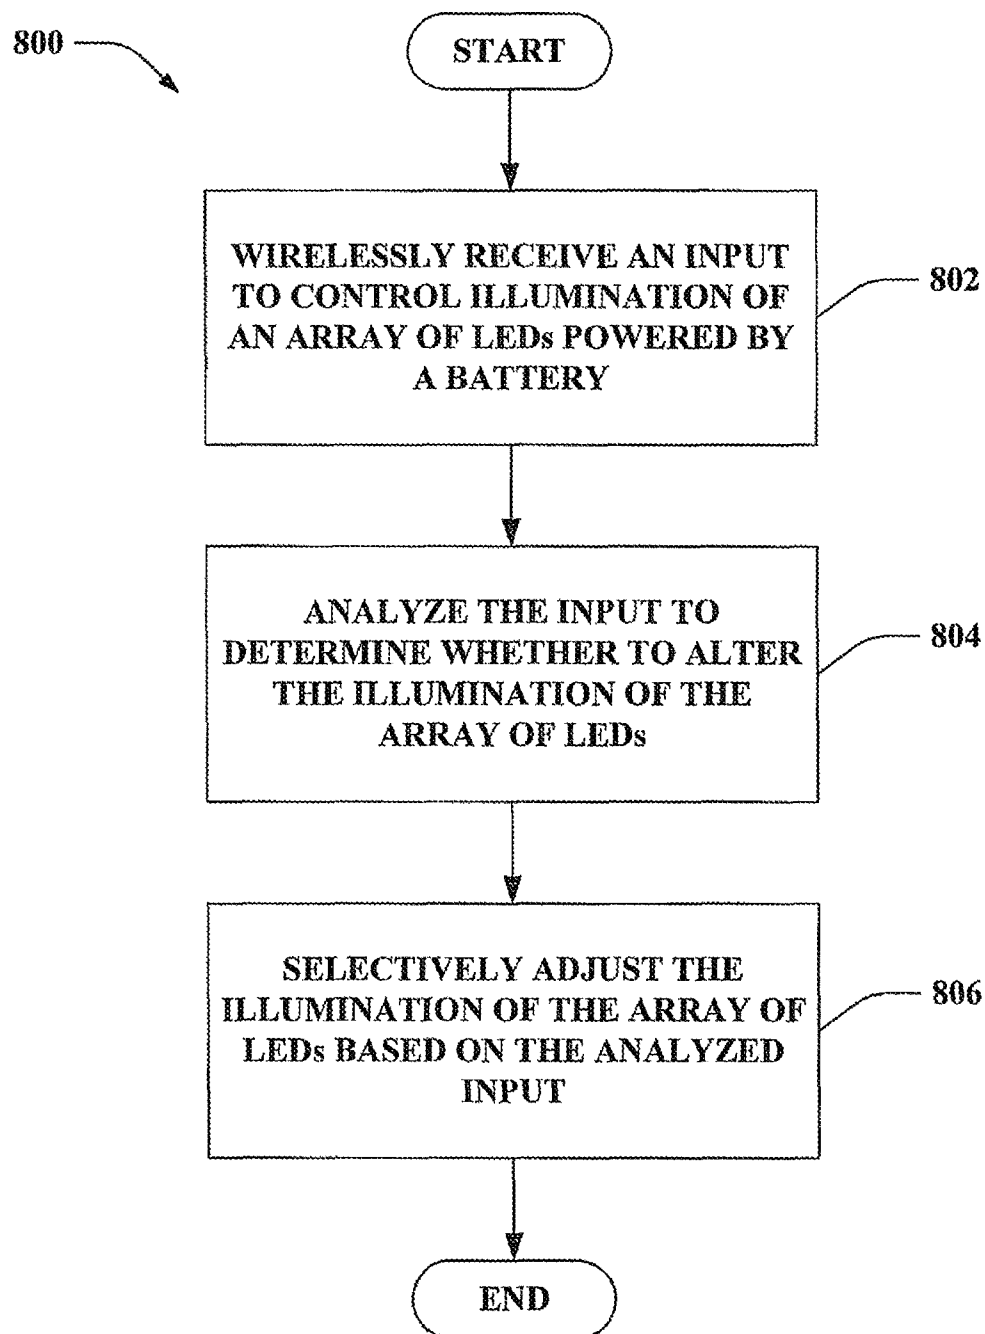 800
START
WIRELESSLY RECEIVE AN INPUT
TO CONTROL ILLUMINATION OF
AN ARRAY OF LEDs POWERED BY
A BATTERY
802
ANALYZE THE INPUT TO
DETERMINE WHETHER TO ALTER
THE ILLUMINATION OF THE
ARRAY OF LEDs
804
SELECTIVELY ADJUST THE
ILLUMINATION OF THE ARRAY OF
LEDs BASED ON THE ANALYZED
INPUT
806
END